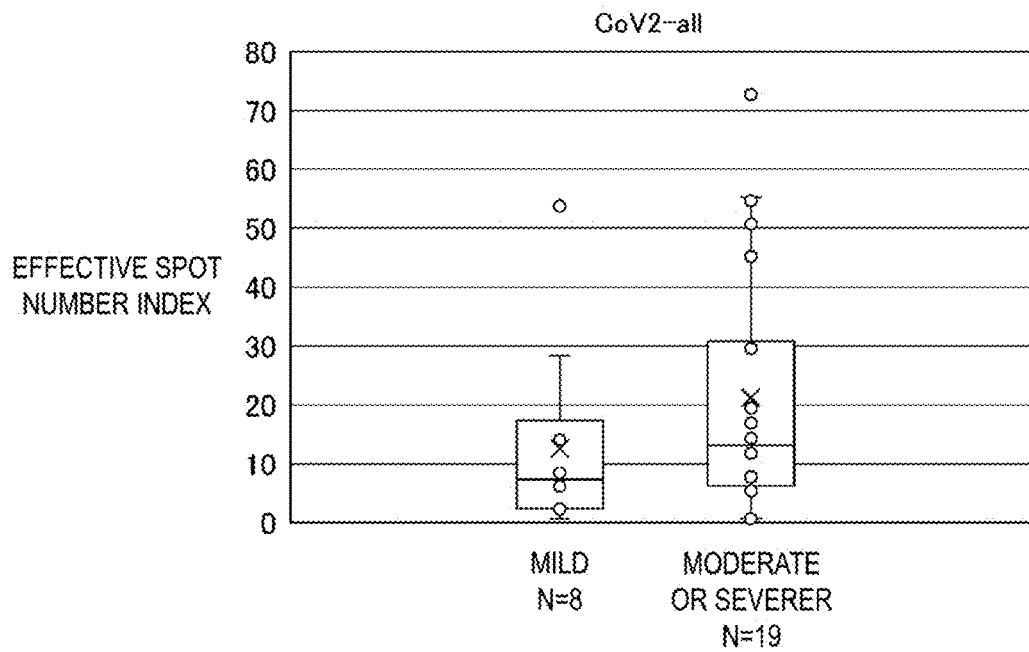 CoV2-all
80
70
60
50
40
30
20
10
0
EFFECTIVE SPOT
NUMBER INDEX
MILD
N=8
MODERATE
OR SEVERER
N=19